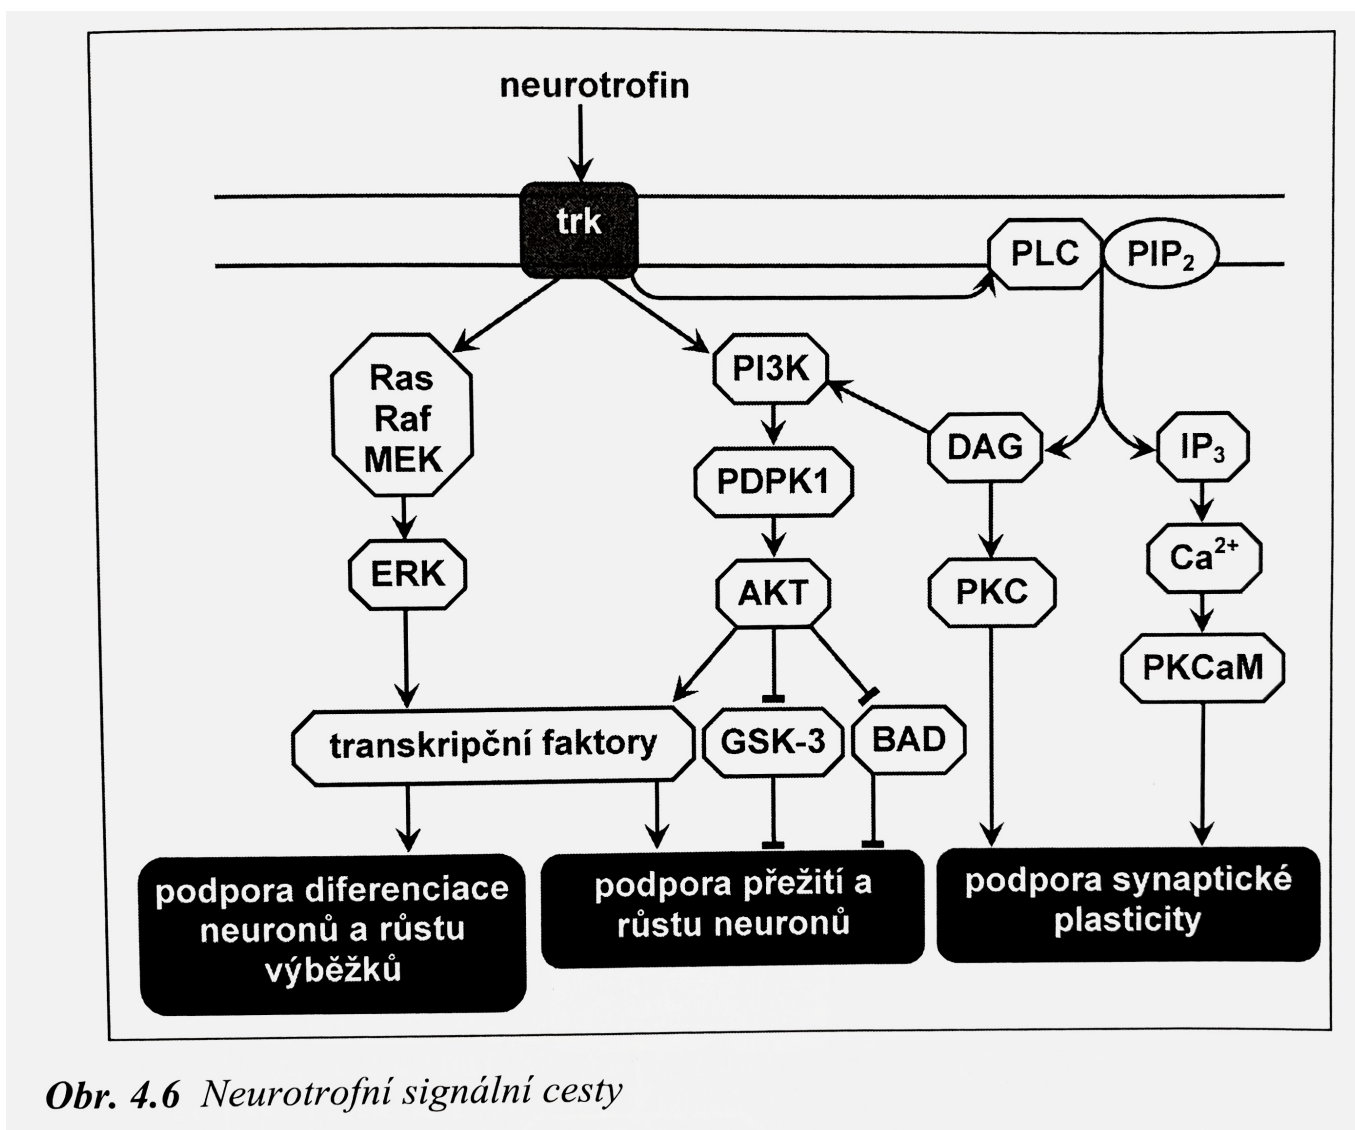 neurotrofin
trk
PLC
PIP₂
Ras
Raf
MEK
PI3K
DAG
IP₃
PDPK1
ERK
AKT
PKC
Ca²⁺
PKCaM
transkripční faktory
GSK-3
BAD
podpora diferenciace
neuronů a růstu
výběžků
podpora přežití a
růstu neuronů
podpora synaptické
plasticity
Obr. 4.6 Neurotrofní signální cesty